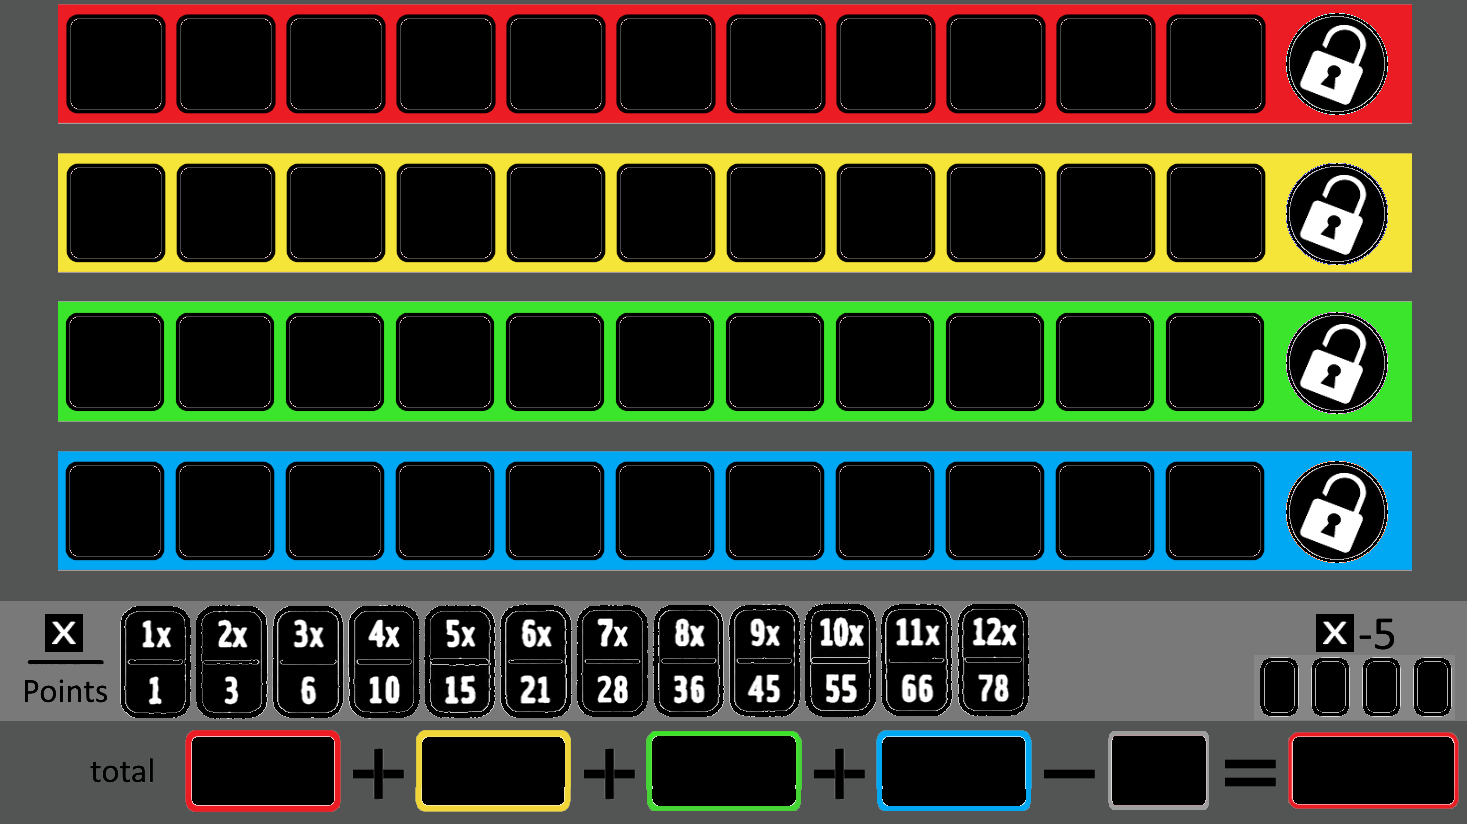 X 1x 2x 3x 4x 5x 6x 7x 8x 9x 10x 11x 12x X-5
Points 1 3 6 10 15 21 28 36 45 55 66 78
total + + + − =